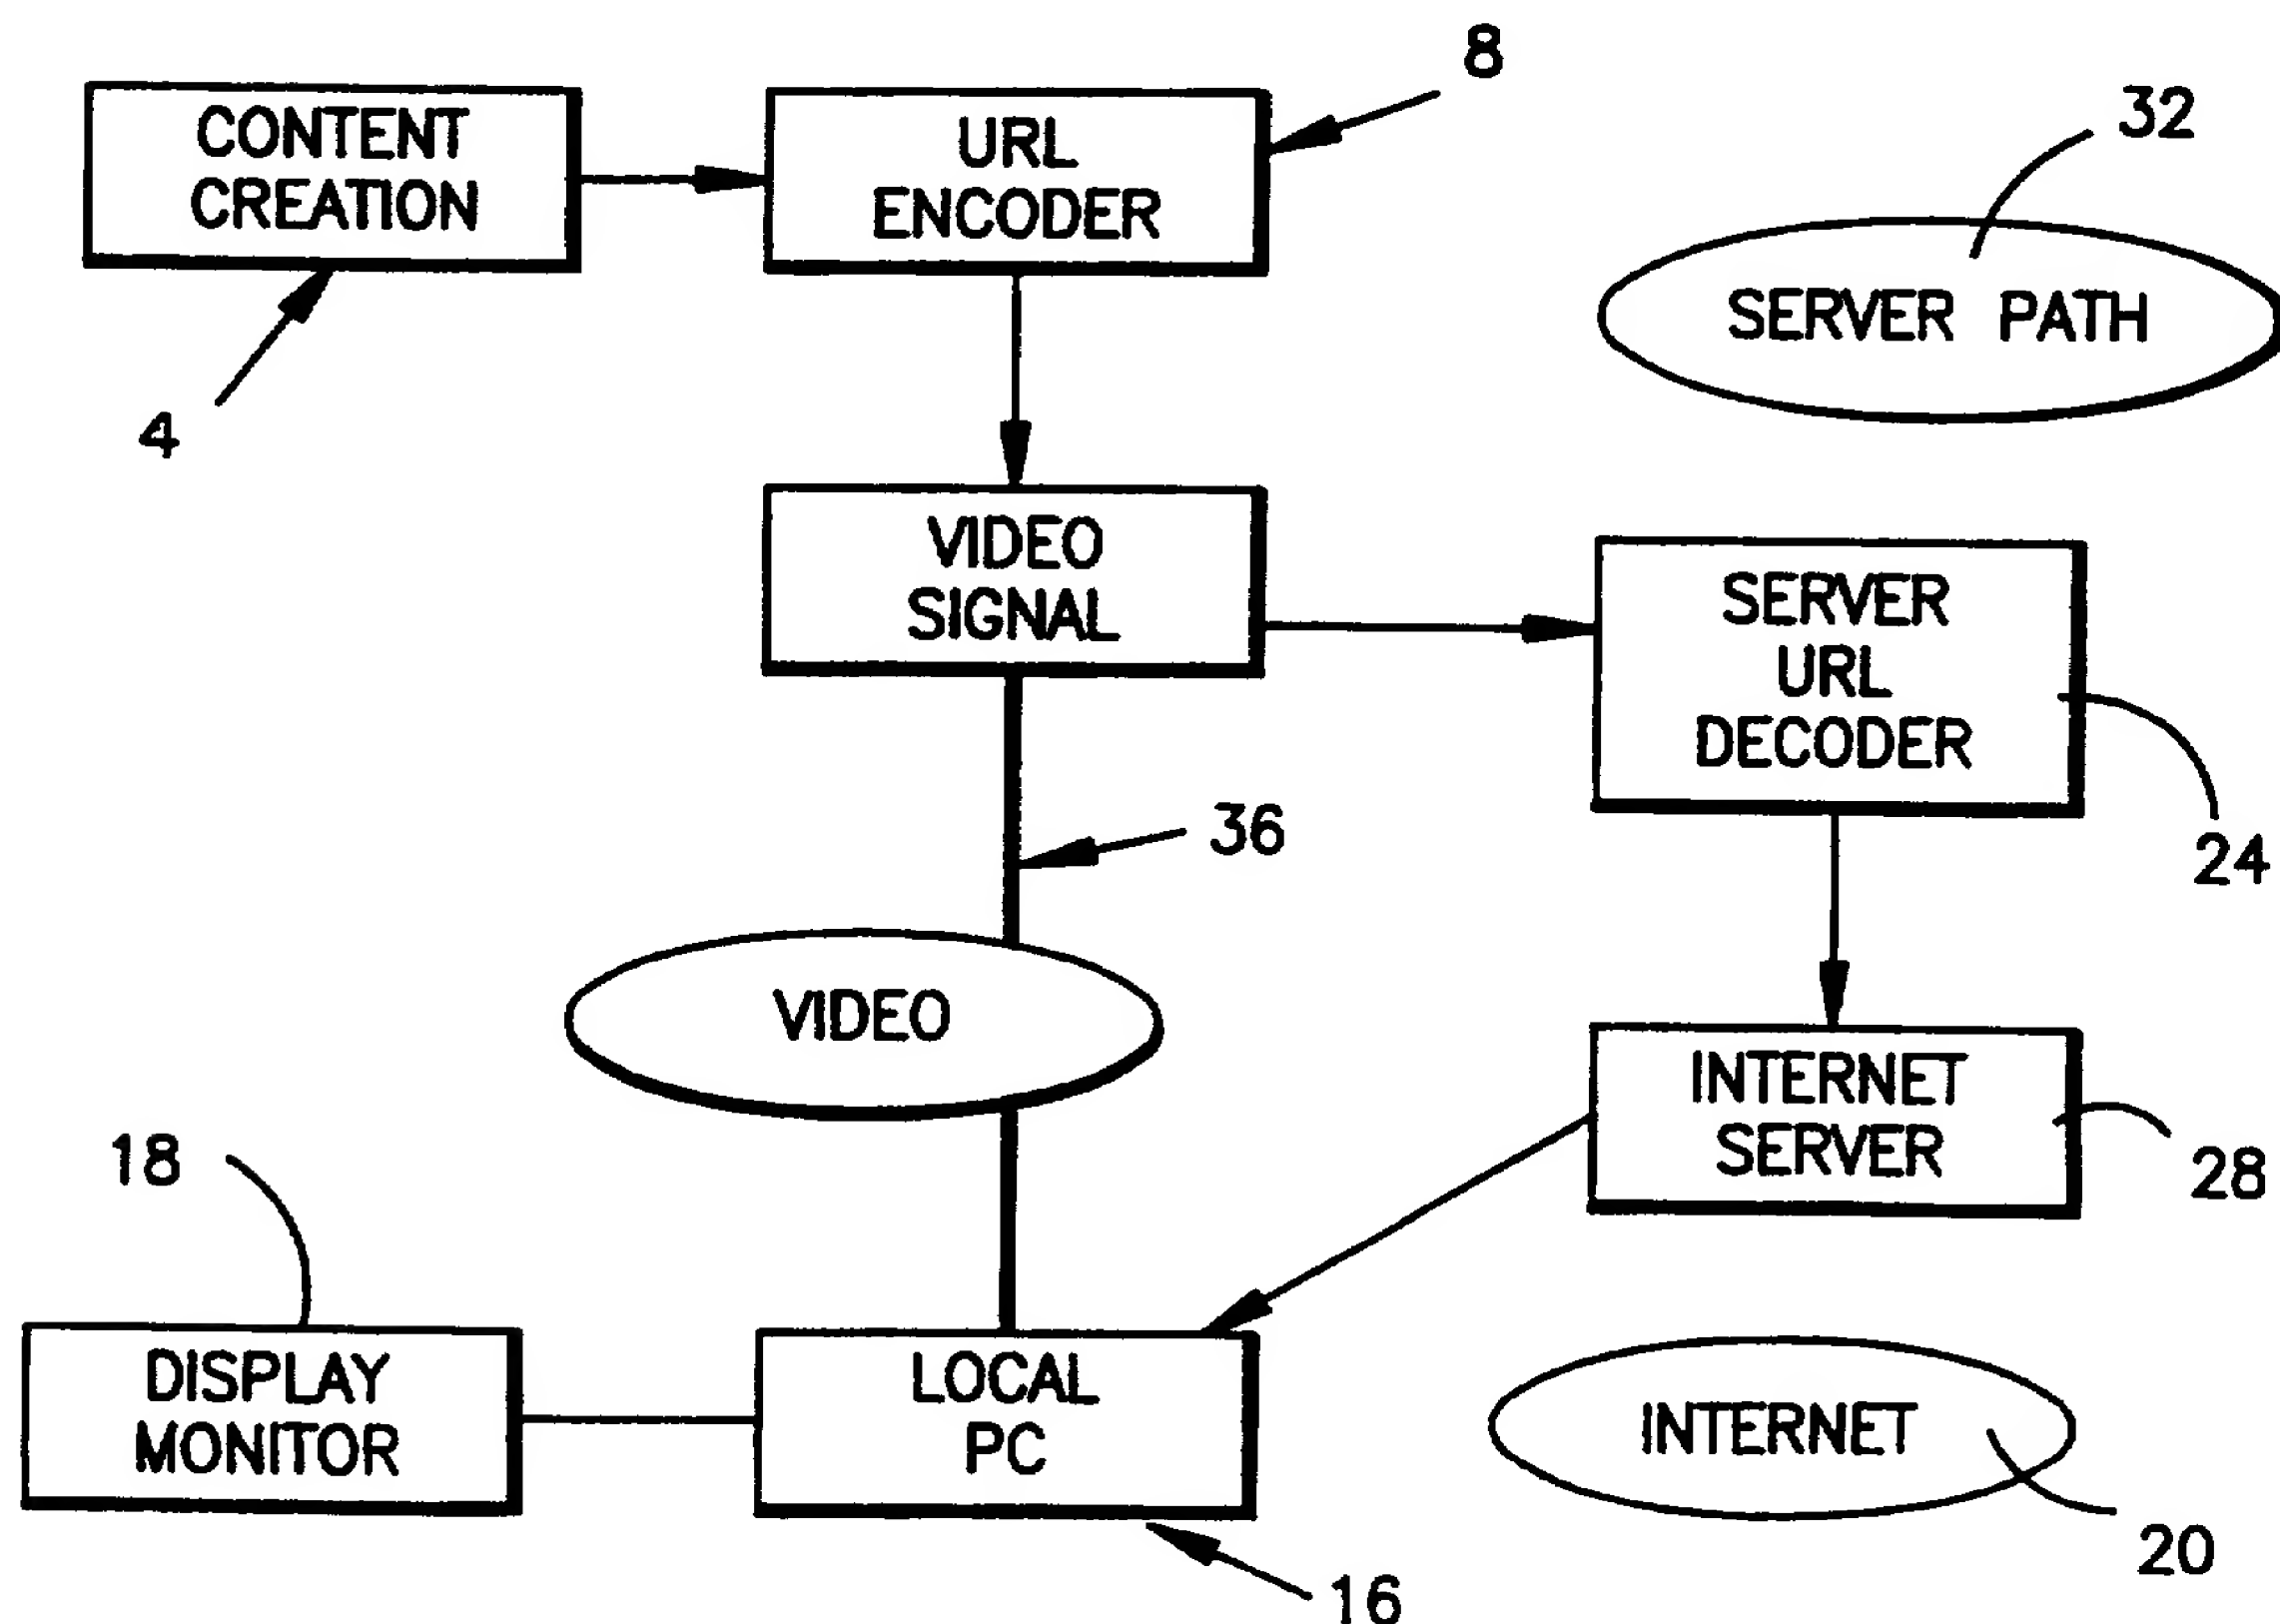 8
CONTENT
CREATION
URL
ENCODER
32
SERVER PATH
4
VIDEO
SIGNAL
SERVER
URL
DECODER
36
24
VIDEO
INTERNET
SERVER
18
28
DISPLAY
MONITOR
LOCAL
PC
INTERNET
20
16